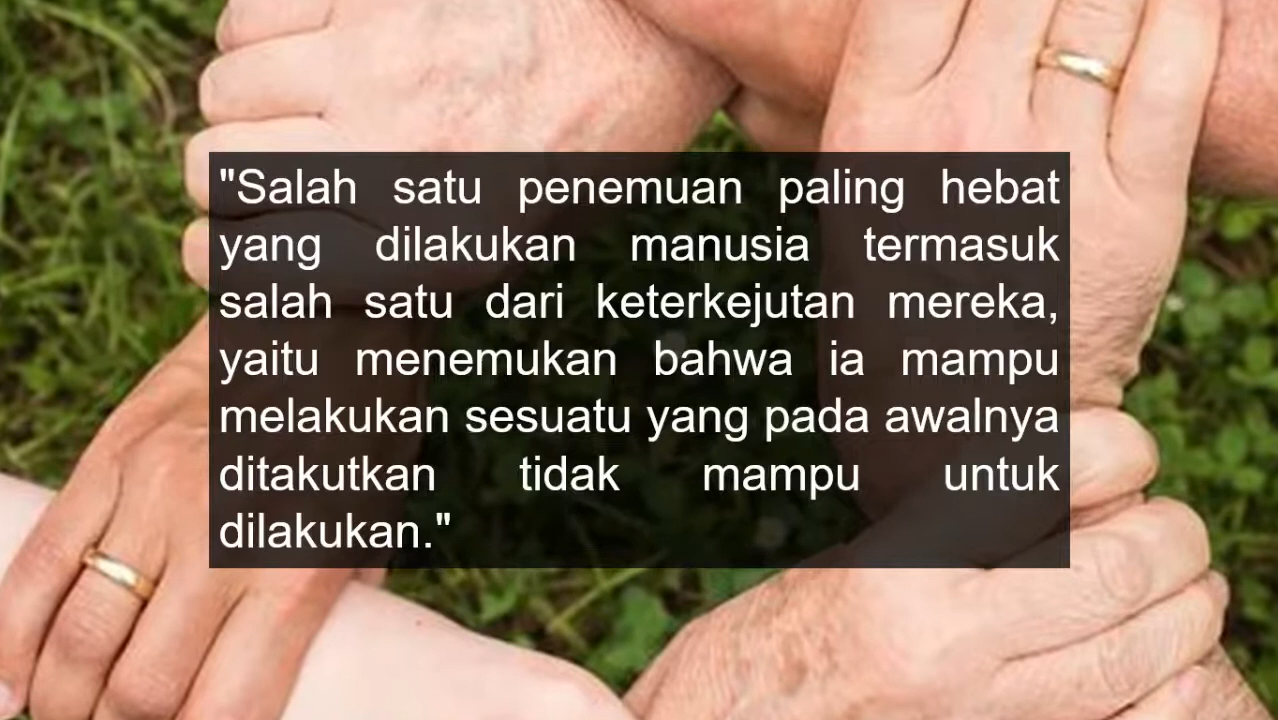 "Salah satu penemuan paling hebat
yang dilakukan manusia termasuk
salah satu dari keterkejutan mereka,
yaitu menemukan bahwa ia mampu
melakukan sesuatu yang pada awalnya
ditakutkan tidak mampu untuk
dilakukan."